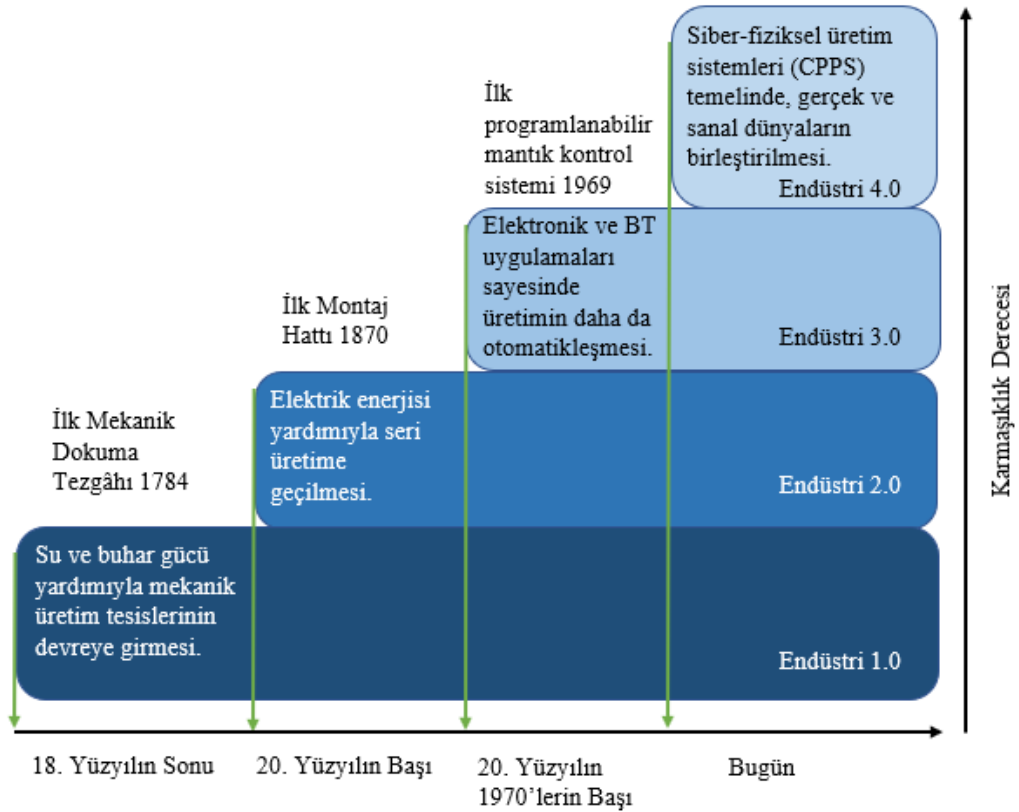 Siber-fiziksel üretim
sistemleri (CPPS)
temelinde, gerçek ve
sanal dünyaların
birleştirilmesi.
Endüstri 4.0
İlk
programlanabilir
mantık kontrol
sistemi 1969
Elektronik ve BT
uygulamaları
sayesinde
üretimin daha da
otomatikleşmesi.
Endüstri 3.0
İlk Montaj
Hattı 1870
Elektrik enerjisi
yardımıyla seri
üretime
geçilmesi.
Endüstri 2.0
İlk Mekanik
Dokuma
Tezgâhı 1784
Su ve buhar gücü
yardımıyla mekanik
üretim tesislerinin
devreye girmesi.
Endüstri 1.0
Karmaşıklık Derecesi
18. Yüzyılın Sonu
20. Yüzyılın Başı
20. Yüzyılın
1970’lerin Başı
Bugün